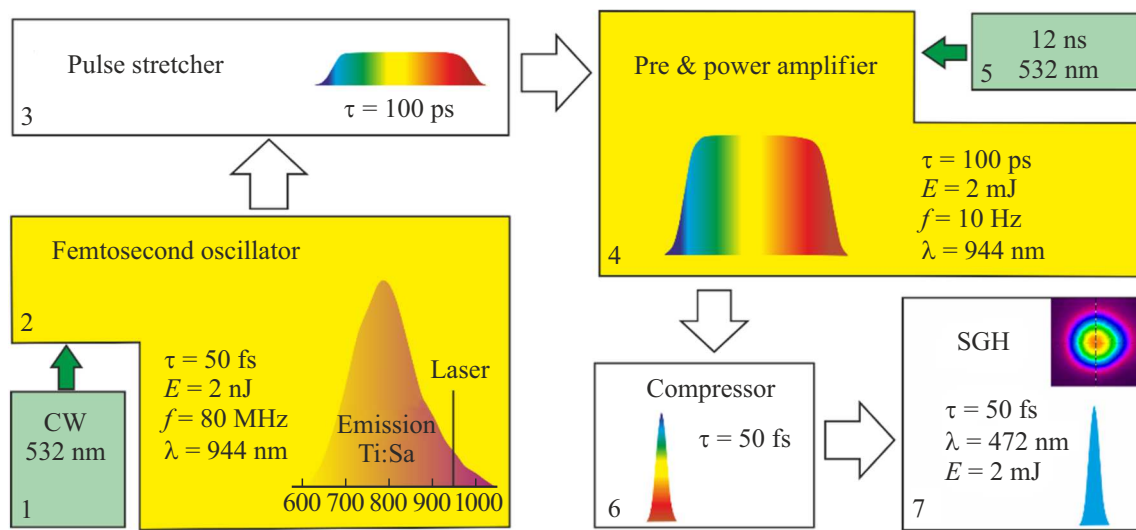 Pulse stretcher
τ = 100 ps
3
Pre & power amplifier
12 ns
532 nm
5
τ = 100 ps
E = 2 mJ
f = 10 Hz
λ = 944 nm
4
Femtosecond oscillator
2
τ = 50 fs
E = 2 nJ
f = 80 MHz
λ = 944 nm
Laser
Emission
Ti:Sa
600 700 800 900 1000
CW
532 nm
1
Compressor
τ = 50 fs
6
SGH
τ = 50 fs
λ = 472 nm
E = 2 mJ
7